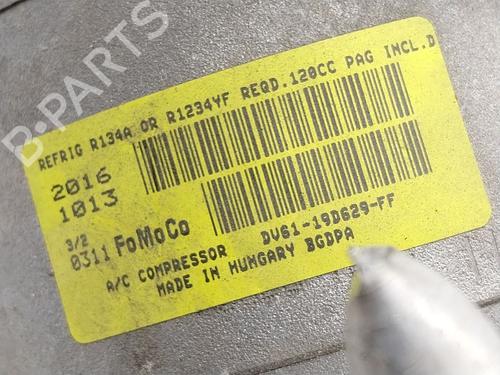 B-PARTS
REFRIG R134A OR R1234YF REQD.120CC PAG INCL.D
2016
1013
3/2
0311 FoMoCo
DV61-19D629-FF
A/C COMPRESSOR
MADE IN HUNGARY BGDPA